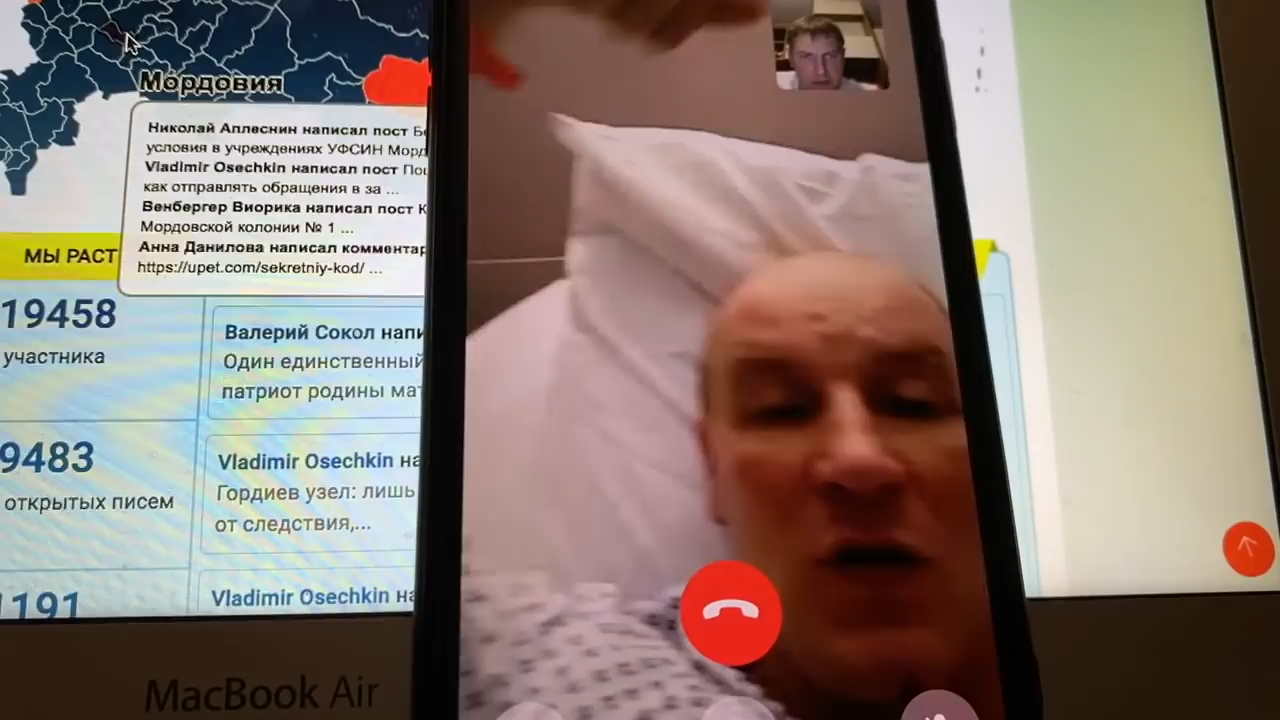 Мордовия
Николай Аплеснин написал пост
условия в учреждениях УФСИН Морд
Vladimir Osechkin написал пост
как отправлять обращения в за ...
Венбергер Виорика написал пост К
Мордовской колонии № 1 ...
Анна Данилова написал комментар
https://upet.com/sekretniy-kod/ ...
МЫ РАСТ
19458
участника
Валерий Сокол напи
Один единственный
патриот родины мат
9483
открытых писем
Vladimir Osechkin на
Гордиев узел: лишь
от следствия,...
1191
Vladimir Osechkin на
MacBook Air